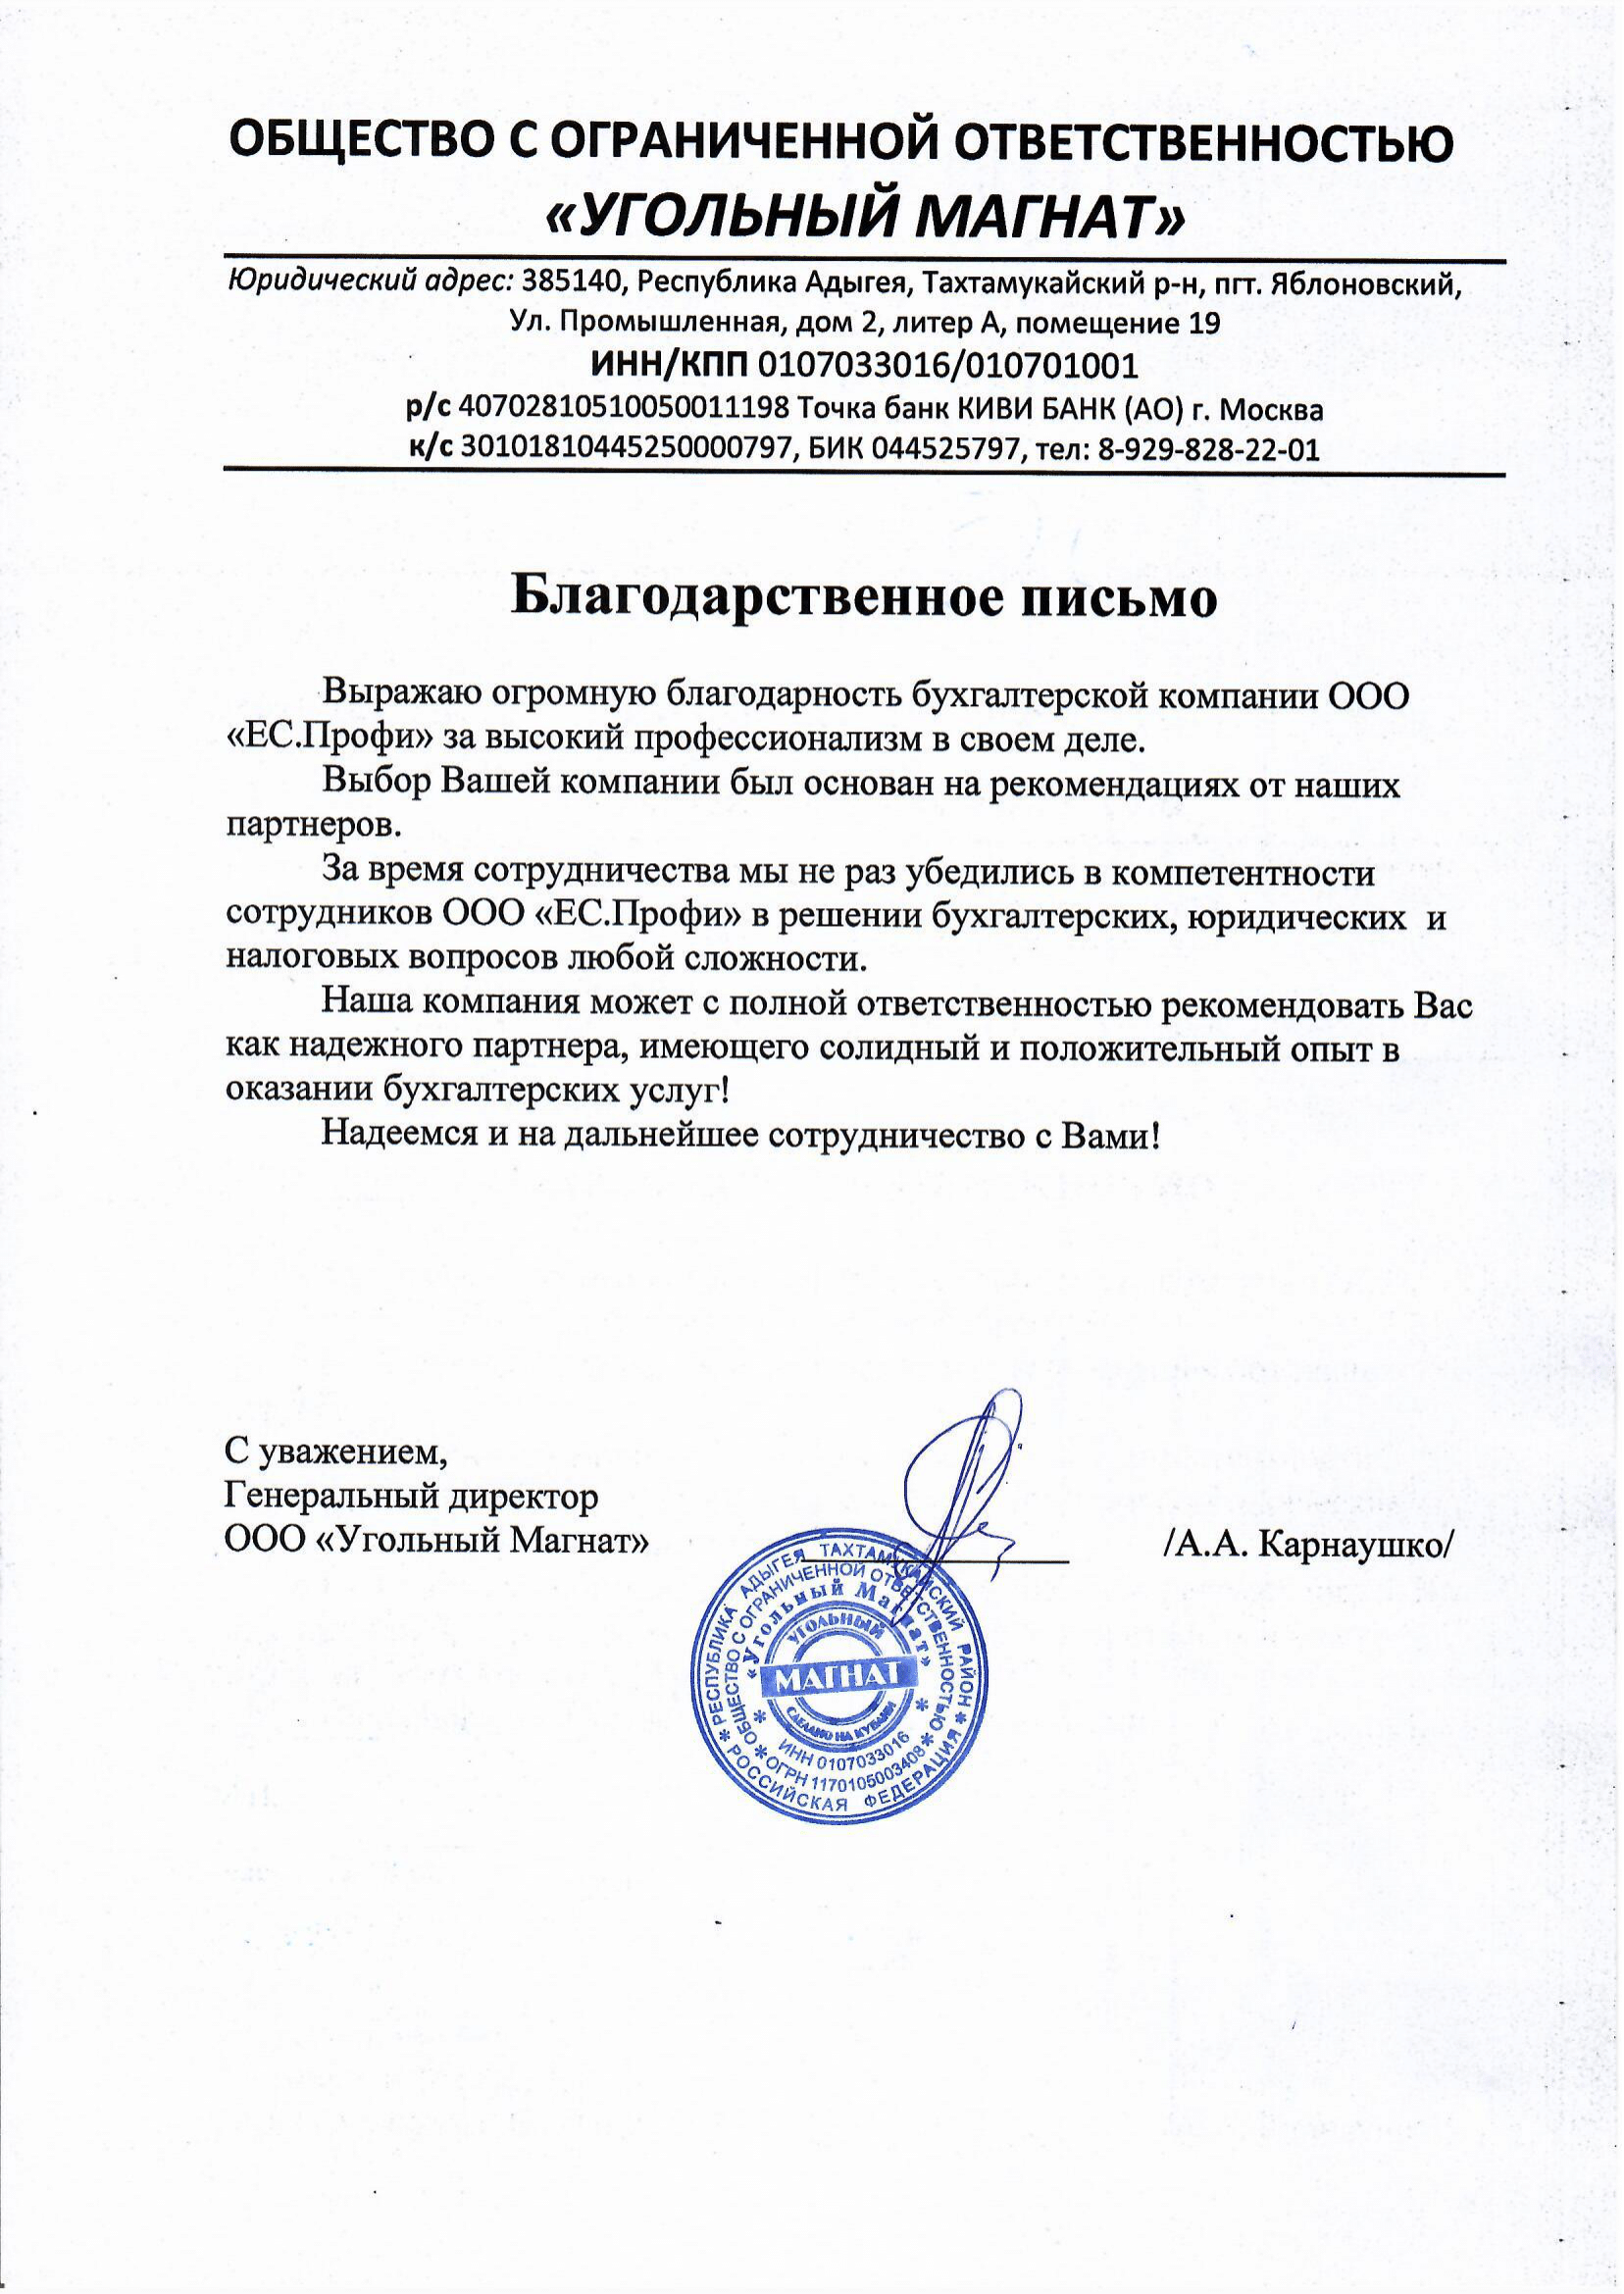 ОБЩЕСТВО С ОГРАНИЧЕННОЙ ОТВЕТСТВЕННОСТЬЮ
«УГОЛЬНЫЙ МАГНАТ»
Юридический адрес: 385140, Республика Адыгея, Тахтамукайский р-н, пгт. Яблоновский,
Ул. Промышленная, дом 2, литер А, помещение 19
ИНН/КПП 0107033016/010701001
р/с 40702810510050011198 Точка банк КИВИ БАНК (АО) г. Москва
к/с 30101810445250000797, БИК 044525797, тел: 8-929-828-22-01
Благодарственное письмо
Выражаю огромную благодарность бухгалтерской компании ООО
«ЕС.Профи» за высокий профессионализм в своем деле.
Выбор Вашей компании был основан на рекомендациях от наших
партнеров.
За время сотрудничества мы не раз убедились в компетентности
сотрудников ООО «ЕС.Профи» в решении бухгалтерских, юридических  и
налоговых вопросов любой сложности.
Наша компания может с полной ответственностью рекомендовать Вас
как надежного партнера, имеющего солидный и положительный опыт в
оказании бухгалтерских услуг!
Надеемся и на дальнейшее сотрудничество с Вами!
С уважением,
Генеральный директор
ООО «Угольный Магнат»
/А.А. Карнаушко/
РЕСПУБЛИКА АДЫГЕЯ ТАХТАМУКАЙСКИЙ РАЙОН
* РОССИЙСКАЯ ФЕДЕРАЦИЯ *
ОБЩЕСТВО С ОГРАНИЧЕННОЙ ОТВЕТСТВЕННОСТЬЮ
* ОГРН 1170105003408 *
«Угольный Магнат»
* ИНН 0107033016 *
УГОЛЬНЫЙ
МАГНАТ
СДЕЛАНО НА КУБАНИ